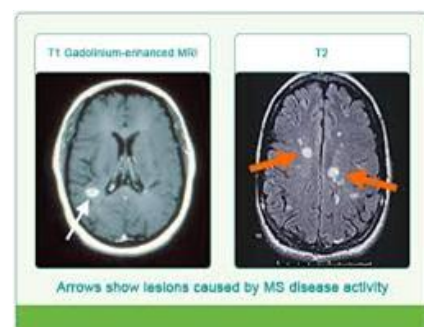 T1 Gadolinium-enhanced MRI
T2
Arrows show lesions caused by MS disease activity